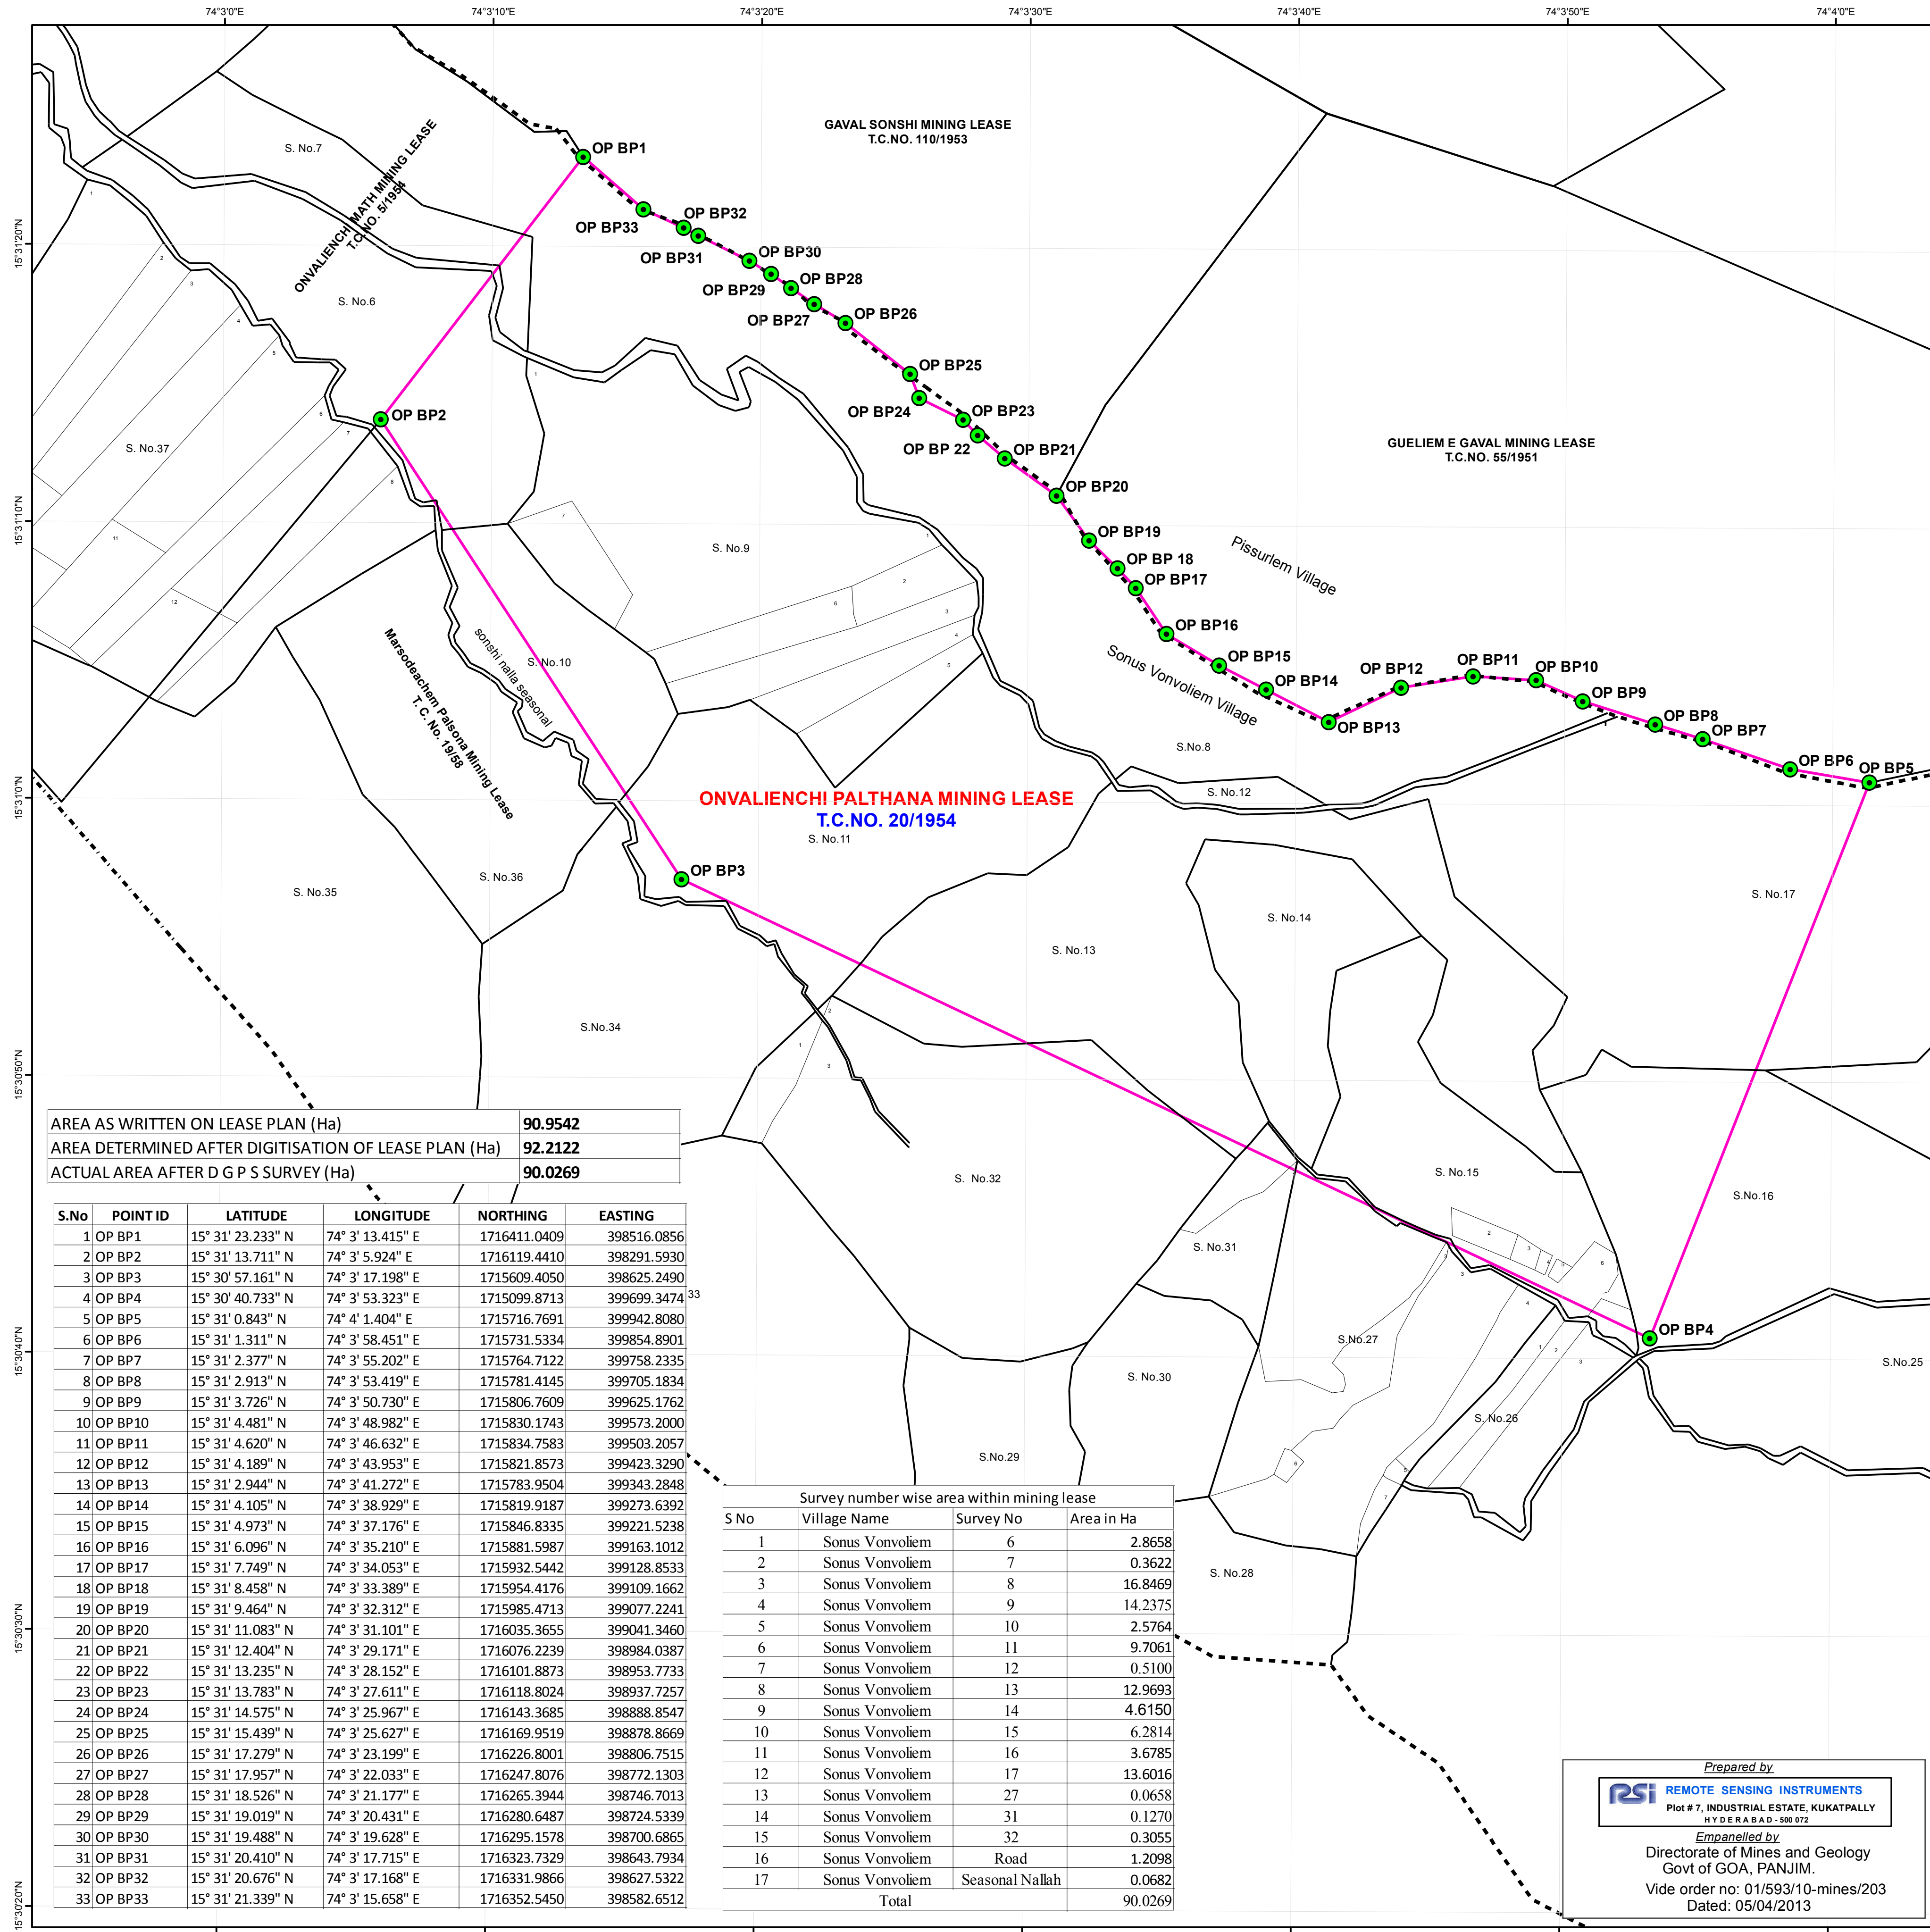 74°3'0"E 74°3'10"E 74°3'20"E 74°3'30"E 74°3'40"E 74°3'50"E 74°4'0"E
15°31'20"N
15°31'10"N
15°31'0"N
15°30'50"N
15°30'40"N
15°30'30"N
15°30'20"N
GAVAL SONSHI MINING LEASE
T.C.NO. 110/1953
ONVALIENCHI MATH MINING LEASE
T.C.NO. 5/1954
S. No.7
OP BP1
OP BP32
OP BP33
OP BP30
OP BP31
OP BP28
OP BP29
OP BP26
OP BP27
S. No.6
OP BP25
OP BP24
OP BP23
OP BP2
OP BP21
OP BP 22
GUELIEM E GAVAL MINING LEASE
T.C.NO. 55/1951
S. No.37
OP BP20
OP BP19
S. No.9
Pissurlem Village
OP BP 18
OP BP17
OP BP16
Sonus Vonvoliem Village
OP BP15
OP BP14
OP BP13
OP BP12
OP BP11
OP BP10
OP BP9
OP BP8
OP BP7
OP BP6
OP BP5
Marsodeachem Palsona Mining Lease
T. C. No. 19/58
sonshi nalla seasonal
S. No.10
S.No.8
S. No.12
ONVALIENCHI PALTHANA MINING LEASE
T.C.NO. 20/1954
S. No.11
OP BP3
S. No.36
S. No.35
S. No.17
S. No.14
S. No.13
S.No.34
S. No.32
S. No.15
S.No.16
S. No.31
S.No.27
OP BP4
S.No.25
S. No.30
S. No.26
S.No.29
S. No.28
33
AREA AS WRITTEN ON LEASE PLAN (Ha) 90.9542
AREA DETERMINED AFTER DIGITISATION OF LEASE PLAN (Ha) 92.2122
ACTUAL AREA AFTER D G P S SURVEY (Ha) 90.0269
S.No POINT ID LATITUDE LONGITUDE NORTHING EASTING
1 OP BP1 15° 31' 23.233" N 74° 3' 13.415" E 1716411.0409 398516.0856
2 OP BP2 15° 31' 13.711" N 74° 3' 5.924" E 1716119.4410 398291.5930
3 OP BP3 15° 30' 57.161" N 74° 3' 17.198" E 1715609.4050 398625.2490
4 OP BP4 15° 30' 40.733" N 74° 3' 53.323" E 1715099.8713 399699.3474
5 OP BP5 15° 31' 0.843" N 74° 4' 1.404" E 1715716.7691 399942.8080
6 OP BP6 15° 31' 1.311" N 74° 3' 58.451" E 1715731.5334 399854.8901
7 OP BP7 15° 31' 2.377" N 74° 3' 55.202" E 1715764.7122 399758.2335
8 OP BP8 15° 31' 2.913" N 74° 3' 53.419" E 1715781.4145 399705.1834
9 OP BP9 15° 31' 3.726" N 74° 3' 50.730" E 1715806.7609 399625.1762
10 OP BP10 15° 31' 4.481" N 74° 3' 48.982" E 1715830.1743 399573.2000
11 OP BP11 15° 31' 4.620" N 74° 3' 46.632" E 1715834.7583 399503.2057
12 OP BP12 15° 31' 4.189" N 74° 3' 43.953" E 1715821.8573 399423.3290
13 OP BP13 15° 31' 2.944" N 74° 3' 41.272" E 1715783.9504 399343.2848
14 OP BP14 15° 31' 4.105" N 74° 3' 38.929" E 1715819.9187 399273.6392
15 OP BP15 15° 31' 4.973" N 74° 3' 37.176" E 1715846.8335 399221.5238
16 OP BP16 15° 31' 6.096" N 74° 3' 35.210" E 1715881.5987 399163.1012
17 OP BP17 15° 31' 7.749" N 74° 3' 34.053" E 1715932.5442 399128.8533
18 OP BP18 15° 31' 8.458" N 74° 3' 33.389" E 1715954.4176 399109.1662
19 OP BP19 15° 31' 9.464" N 74° 3' 32.312" E 1715985.4713 399077.2241
20 OP BP20 15° 31' 11.083" N 74° 3' 31.101" E 1716035.3655 399041.3460
21 OP BP21 15° 31' 12.404" N 74° 3' 29.171" E 1716076.2239 398984.0387
22 OP BP22 15° 31' 13.235" N 74° 3' 28.152" E 1716101.8873 398953.7733
23 OP BP23 15° 31' 13.783" N 74° 3' 27.611" E 1716118.8024 398937.7257
24 OP BP24 15° 31' 14.575" N 74° 3' 25.967" E 1716143.3685 398888.8547
25 OP BP25 15° 31' 15.439" N 74° 3' 25.627" E 1716169.9519 398878.8669
26 OP BP26 15° 31' 17.279" N 74° 3' 23.199" E 1716226.8001 398806.7515
27 OP BP27 15° 31' 17.957" N 74° 3' 22.033" E 1716247.8076 398772.1303
28 OP BP28 15° 31' 18.526" N 74° 3' 21.177" E 1716265.3944 398746.7013
29 OP BP29 15° 31' 19.019" N 74° 3' 20.431" E 1716280.6487 398724.5339
30 OP BP30 15° 31' 19.488" N 74° 3' 19.628" E 1716295.1578 398700.6865
31 OP BP31 15° 31' 20.410" N 74° 3' 17.715" E 1716323.7329 398643.7934
32 OP BP32 15° 31' 20.676" N 74° 3' 17.168" E 1716331.9866 398627.5322
33 OP BP33 15° 31' 21.339" N 74° 3' 15.658" E 1716352.5450 398582.6512
Survey number wise area within mining lease
S No Village Name Survey No Area in Ha
1 Sonus Vonvoliem 6 2.8658
2 Sonus Vonvoliem 7 0.3622
3 Sonus Vonvoliem 8 16.8469
4 Sonus Vonvoliem 9 14.2375
5 Sonus Vonvoliem 10 2.5764
6 Sonus Vonvoliem 11 9.7061
7 Sonus Vonvoliem 12 0.5100
8 Sonus Vonvoliem 13 12.9693
9 Sonus Vonvoliem 14 4.6150
10 Sonus Vonvoliem 15 6.2814
11 Sonus Vonvoliem 16 3.6785
12 Sonus Vonvoliem 17 13.6016
13 Sonus Vonvoliem 27 0.0658
14 Sonus Vonvoliem 31 0.1270
15 Sonus Vonvoliem 32 0.3055
16 Sonus Vonvoliem Road 1.2098
17 Sonus Vonvoliem Seasonal Nallah 0.0682
Total 90.0269
Prepared by
rsi REMOTE SENSING INSTRUMENTS
Plot # 7, INDUSTRIAL ESTATE, KUKATPALLY
HYDERABAD - 500 072
Empanelled by
Directorate of Mines and Geology
Govt of GOA, PANJIM.
Vide order no: 01/593/10-mines/203
Dated: 05/04/2013